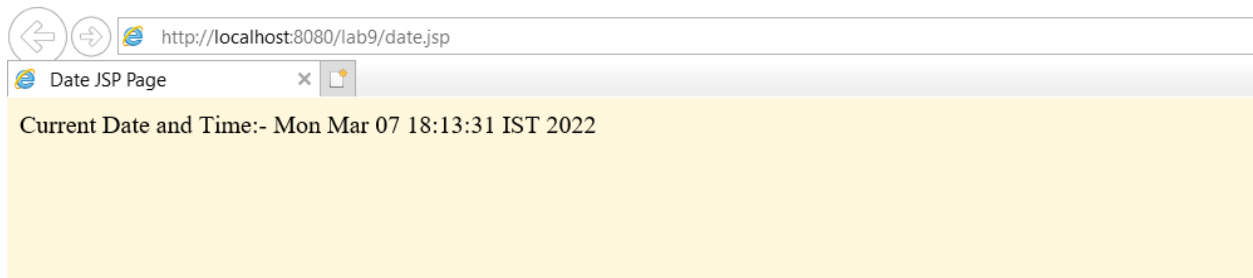 http://localhost:8080/lab9/date.jsp
Date JSP Page
Current Date and Time:- Mon Mar 07 18:13:31 IST 2022